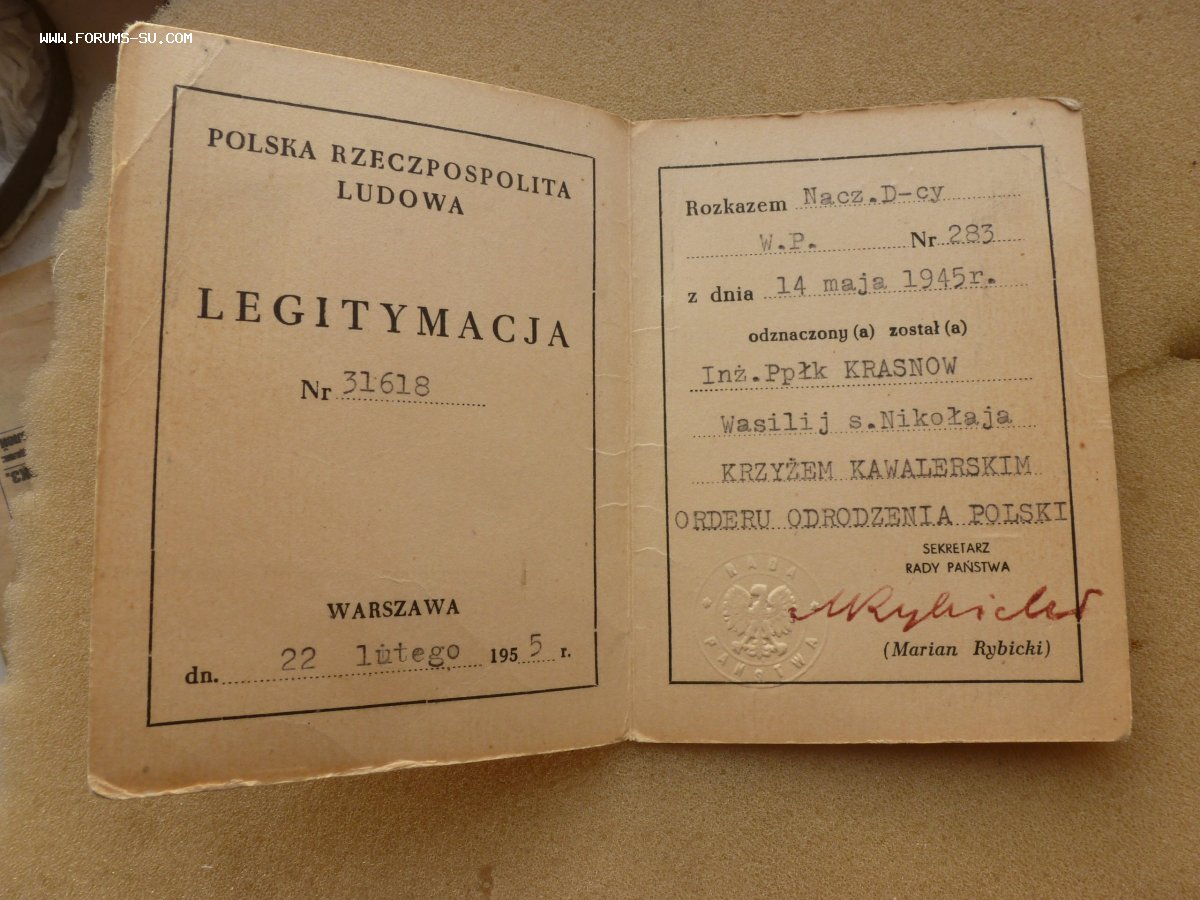 WWW.FORUMS-SU.COM
POLSKA RZECZPOSPOLITA
LUDOWA
LEGITYMACJA
Nr 31618
WARSZAWA
dn. 22 lutego 1955 r.
Rozkazem Nacz.D-cy
W.P. Nr 283
z dnia 14 maja 1945r.
odznaczony (a) został (a)
Inż.Ppłk KRASNOW
Wasilij s.Nikołaja
KRZYŻEM KAWALERSKIM
ORDERU ODRODZENIA POLSKI
SEKRETARZ
RADY PAŃSTWA
RADA PAŃSTWA
MRybicki
(Marian Rybicki)